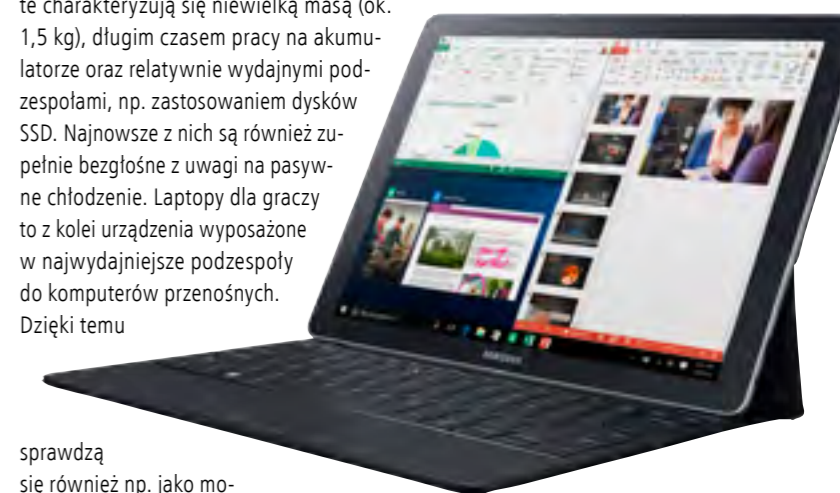 te charakteryzują się niewielką masą (ok.
1,5 kg), długim czasem pracy na akumu-
latorze oraz relatywnie wydajnymi pod-
zespołami, np. zastosowaniem dysków
SSD. Najnowsze z nich są również zu-
pełnie bezgłośne z uwagi na pasyw-
ne chłodzenie. Laptopy dla graczy
to z kolei urządzenia wyposażone
w najwydajniejsze podzespoły
do komputerów przenośnych.
Dzięki temu
SAMSUNG
sprawdzą
się również np. jako mo-